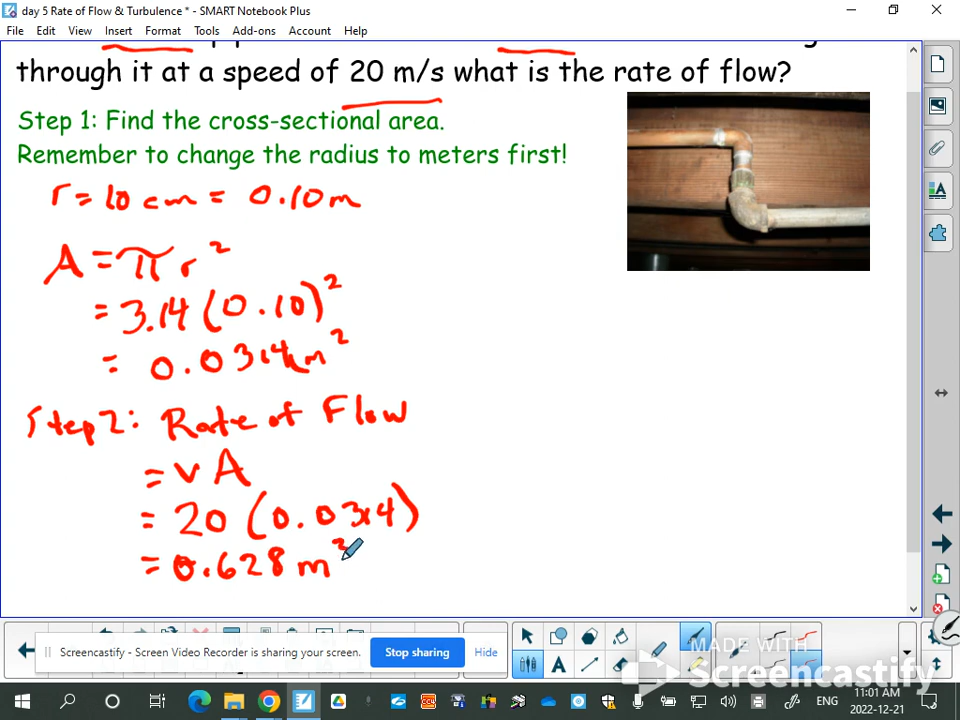 day 5 Rate of Flow & Turbulence * - SMART Notebook Plus
File Edit View Insert Format Tools Add-ons Account Help
through it at a speed of 20 m/s what is the rate of flow?
Step 1: Find the cross-sectional area.
Remember to change the radius to meters first!
r = 10 cm = 0.10 m
A = π r²
= 3.14 (0.10)²
= 0.0314 m²
Step 2: Rate of Flow
= v A
= 20 (0.0314)
= 0.628 m³
Screencastify - Screen Video Recorder is sharing your screen. Stop sharing Hide
MADE WITH
Screencastify
ENG 11:01 AM
2022-12-21